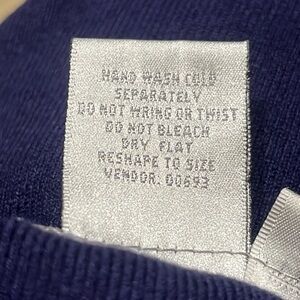 HAND WASH COLD
SEPARATELY
DO NOT WRING OR TWIST
DO NOT BLEACH
DRY FLAT
RESHAPE TO SIZE
VENDOR. 00693